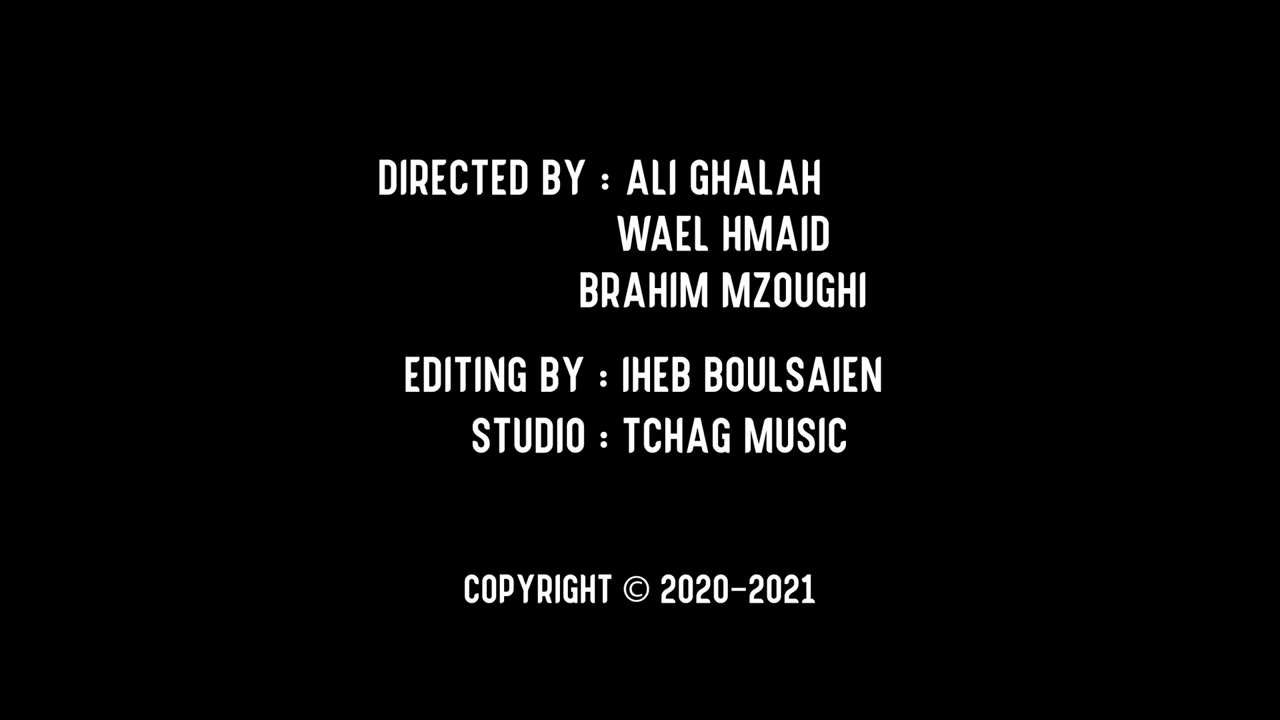 DIRECTED BY : ALI GHALAH
WAEL HMAID
BRAHIM MZOUGHI
EDITING BY : IHEB BOULSAIEN
STUDIO : TCHAG MUSIC
COPYRIGHT © 2020-2021